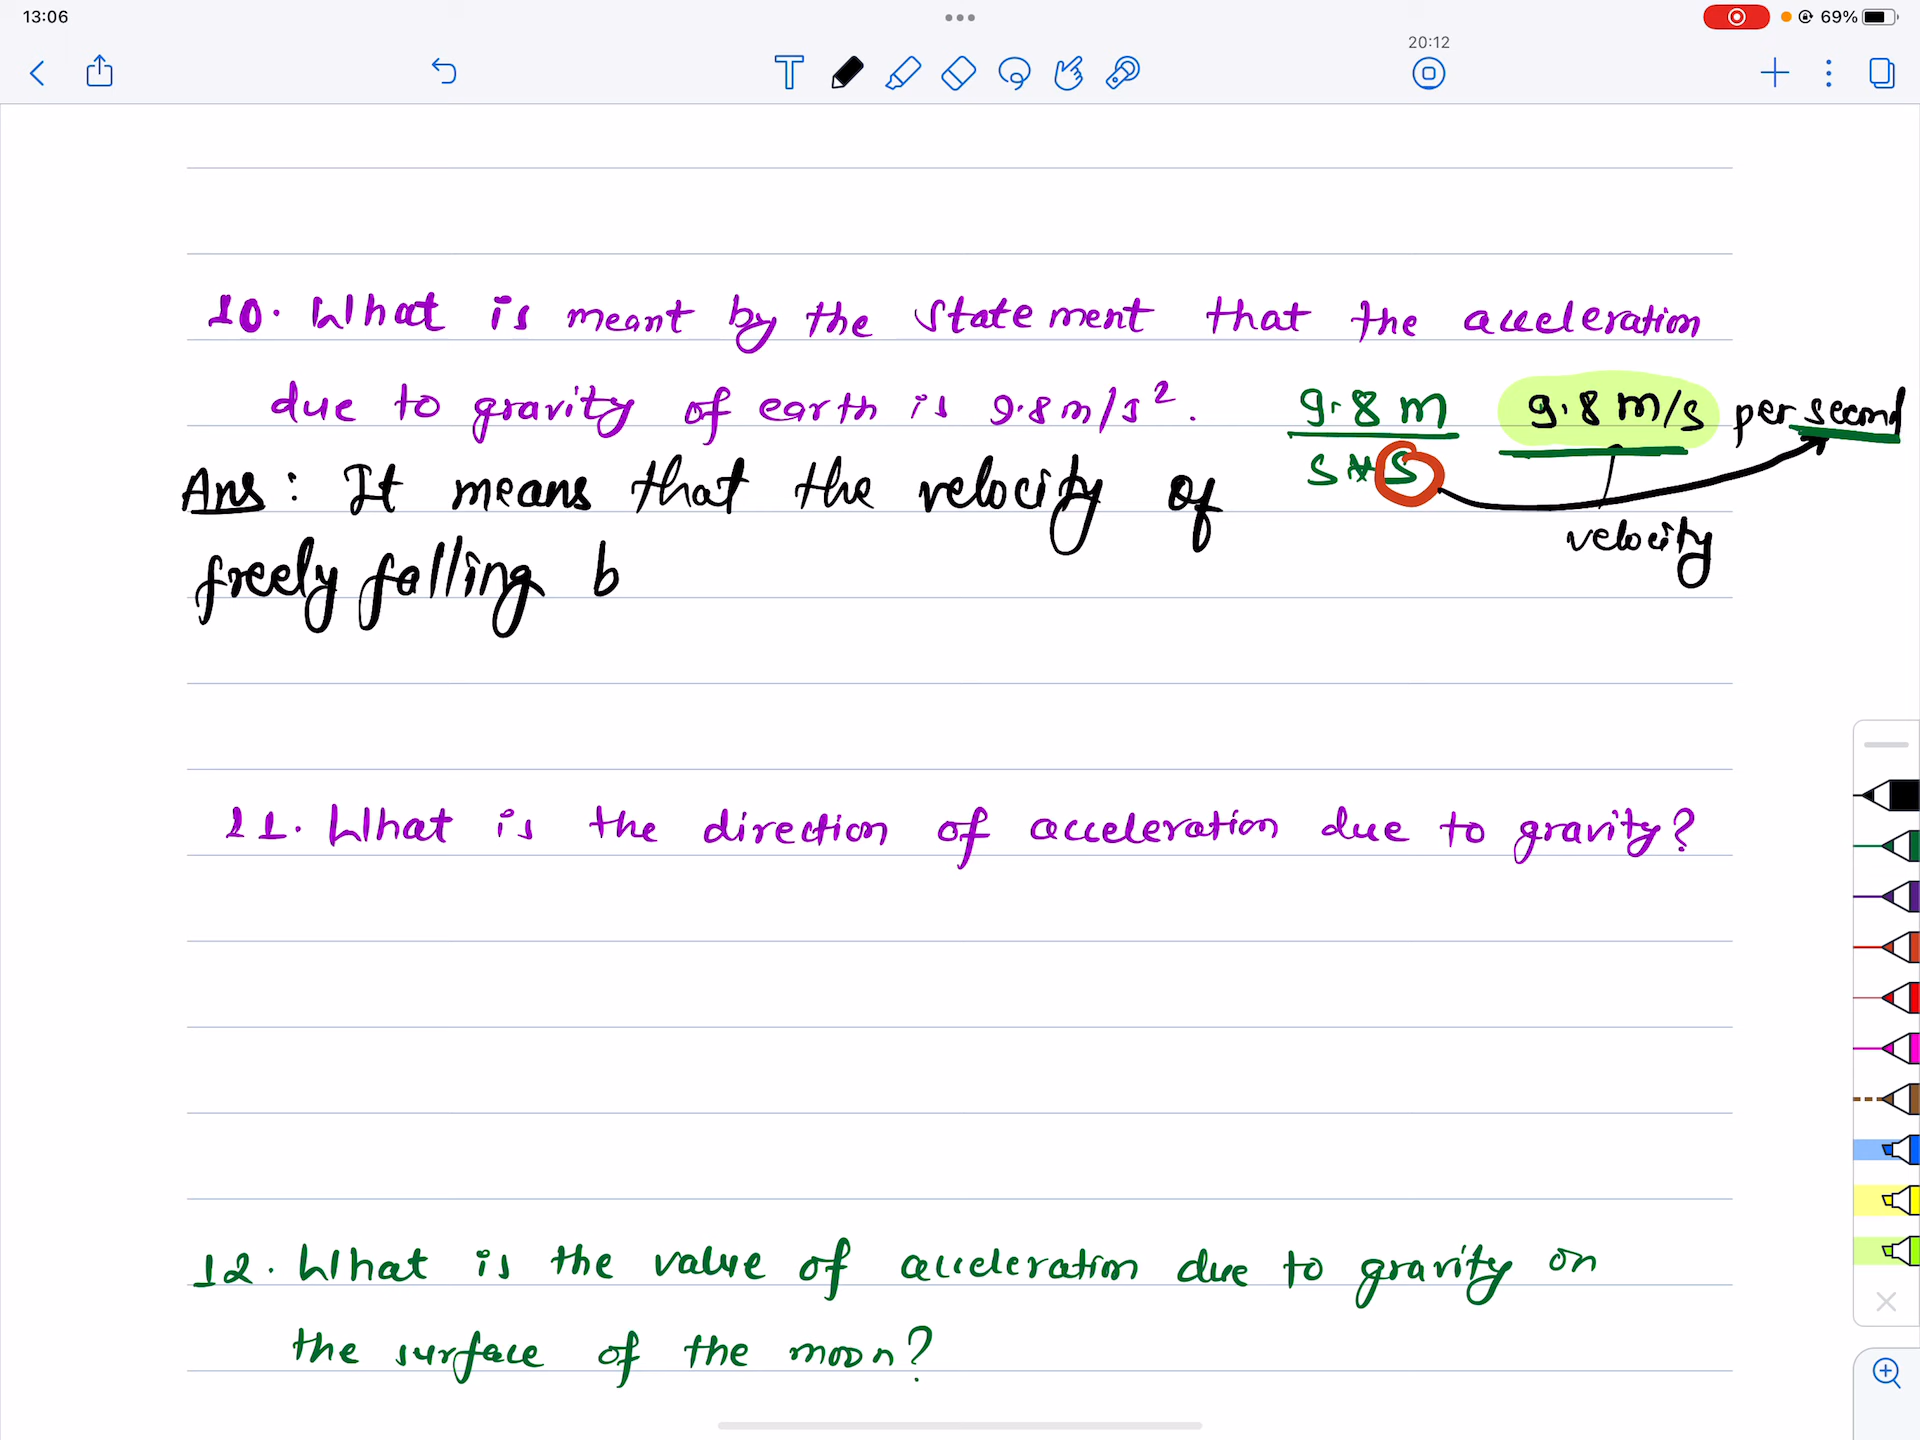 13:06
69%
20:12
10. What is meant by the statement that the acceleration
due to gravity of earth is 9.8m/s².
9.8 m
s*s
9.8 m/s per second
velocity
Ans: It means that the velocity of
freely falling b
11. What is the direction of acceleration due to gravity?
12. What is the value of acceleration due to gravity on
the surface of the moon?